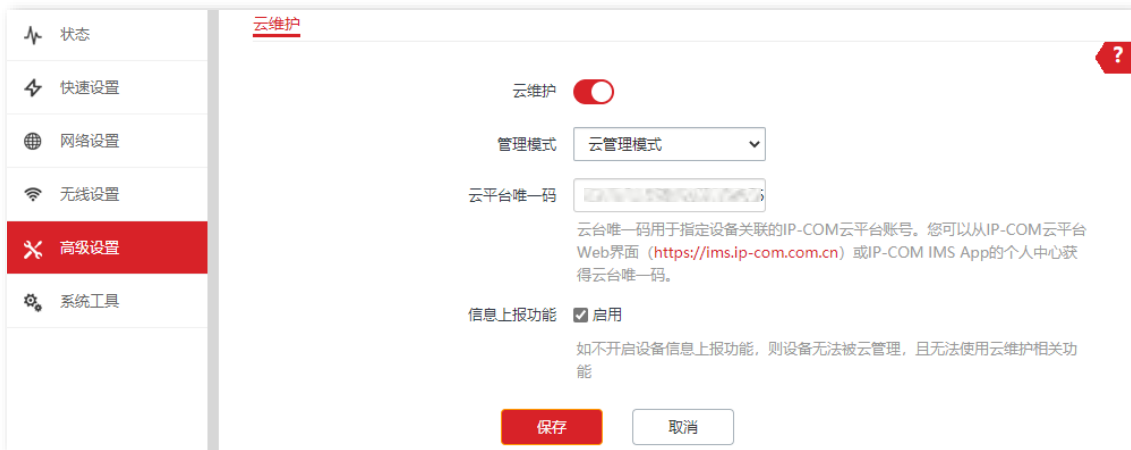 状态
快速设置
网络设置
无线设置
高级设置
系统工具
云维护
?
云维护
管理模式 云管理模式
云平台唯一码
云台唯一码用于指定设备关联的IP-COM云平台账号。您可以从IP-COM云平台
Web界面（https://ims.ip-com.com.cn）或IP-COM IMS App的个人中心获
得云台唯一码。
信息上报功能 启用
如不开启设备信息上报功能，则设备无法被云管理，且无法使用云维护相关功
能
保存 取消